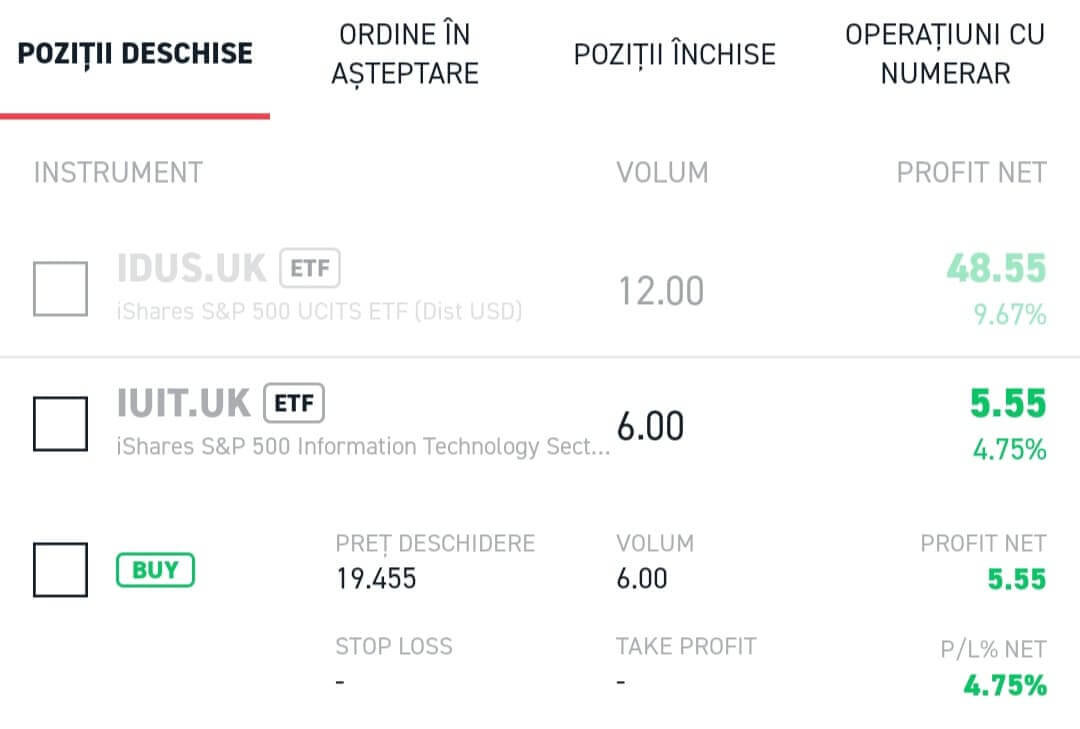 POZIȚII DESCHISE
ORDINE ÎN
AȘTEPTARE
POZIȚII ÎNCHISE
OPERAȚIUNI CU
NUMERAR
INSTRUMENT VOLUM PROFIT NET
IDUS.UK ETF
iShares S&P 500 UCITS ETF (Dist USD)
12.00
48.55
9.67%
IUIT.UK ETF
iShares S&P 500 Information Technology Sect...
6.00
5.55
4.75%
BUY
PREȚ DESCHIDERE
19.455
VOLUM
6.00
PROFIT NET
5.55
STOP LOSS
-
TAKE PROFIT
-
P/L% NET
4.75%